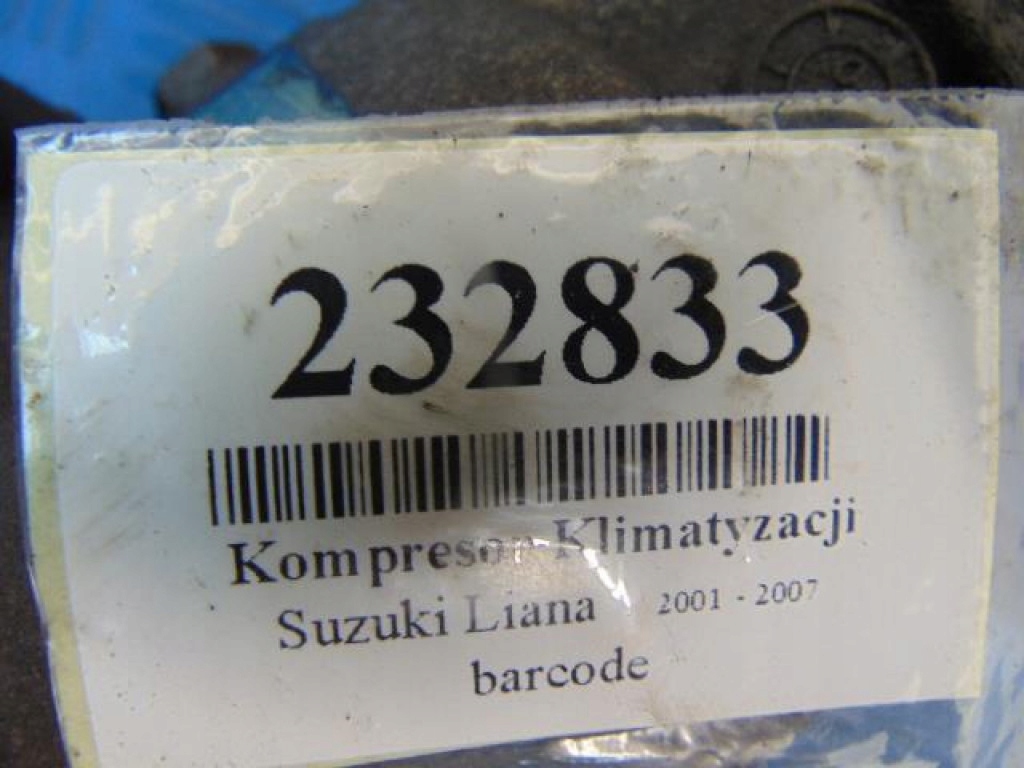 232833
Kompresor Klimatyzacji
Suzuki Liana 2001 - 2007
barcode